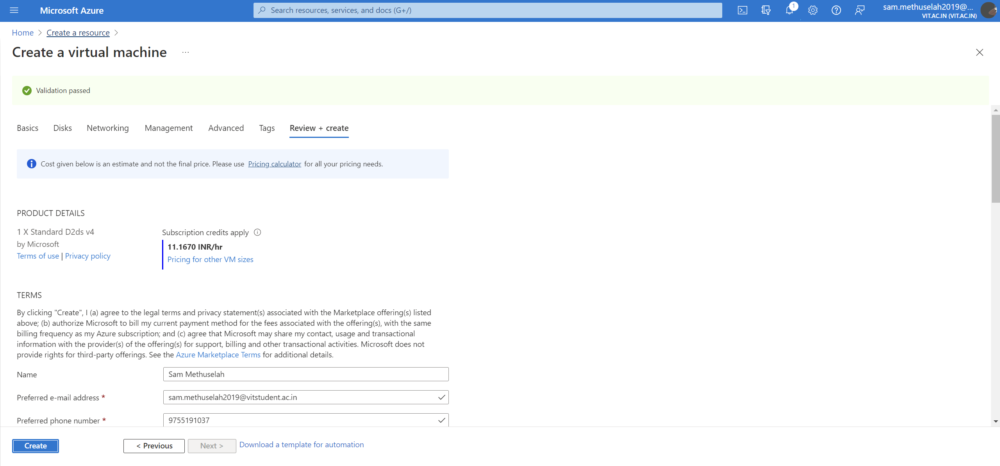 Microsoft Azure
Search resources, services, and docs (G+/)
1
sam.methuselah2019@...
VIT.AC.IN (VIT.AC.IN)
Home > Create a resource >
Create a virtual machine ...
Validation passed
Basics Disks Networking Management Advanced Tags Review + create
Cost given below is an estimate and not the final price. Please use Pricing calculator for all your pricing needs.
PRODUCT DETAILS
1 X Standard D2ds v4
by Microsoft
Terms of use | Privacy policy
Subscription credits apply
11.1670 INR/hr
Pricing for other VM sizes
TERMS
By clicking "Create", I (a) agree to the legal terms and privacy statement(s) associated with the Marketplace offering(s) listed
above; (b) authorize Microsoft to bill my current payment method for the fees associated with the offering(s), with the same
billing frequency as my Azure subscription; and (c) agree that Microsoft may share my contact, usage and transactional
information with the provider(s) of the offering(s) for support, billing and other transactional activities. Microsoft does not
provide rights for third-party offerings. See the Azure Marketplace Terms for additional details.
Name Sam Methuselah
Preferred e-mail address * sam.methuselah2019@vitstudent.ac.in
Preferred phone number * 9755191037
Create < Previous Next > Download a template for automation